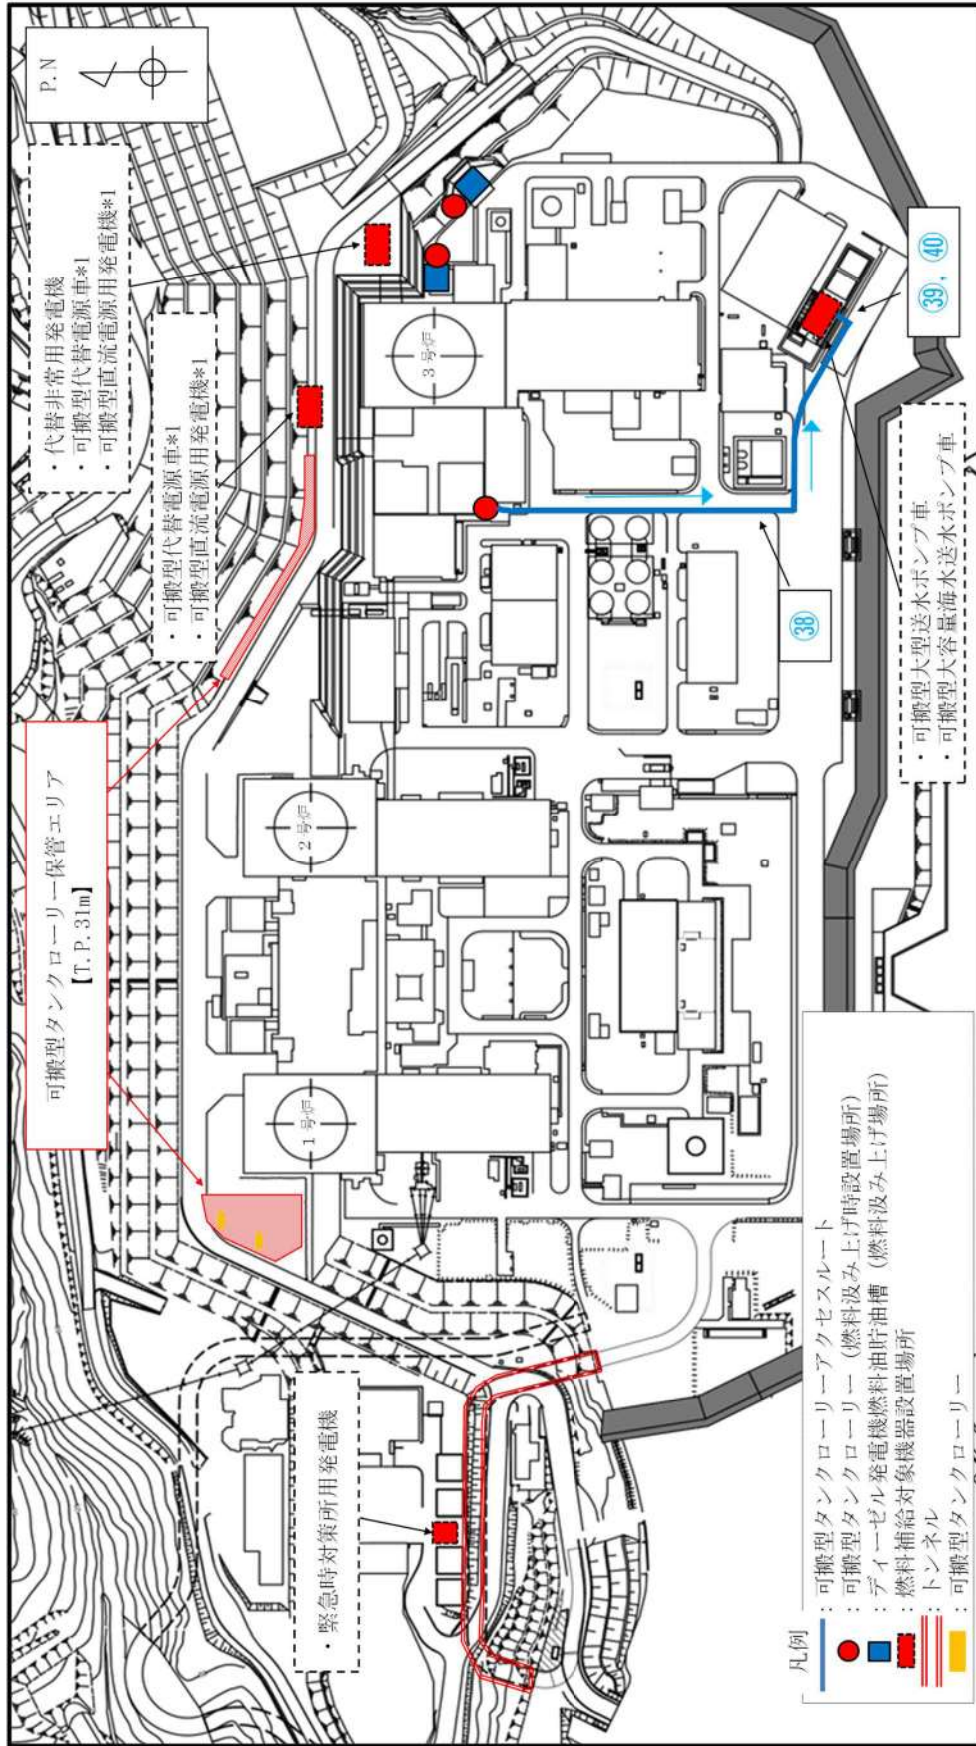 可搬型タンクローリー保管エリア
【T.P.31m】
・代替非常用発電機
・可搬型代替電源車*1
・可搬型直流電源用発電機*1
P.N
・可搬型代替電源車*1
・可搬型直流電源用発電機*1
・緊急時対策所用発電機
1号炉
2号炉
3号炉
㊳
㊴, ㊵
・可搬型大型送水ポンプ車
・可搬型大容量海水送水ポンプ車
凡例
：可搬型タンクローリーアクセスルート
：可搬型タンクローリー（燃料汲み上げ時設置場所）
：ディーゼル発電機燃料油貯油槽（燃料汲み上げ場所）
：燃料補給対象機器設置場所
：トンネル
：可搬型タンクローリー